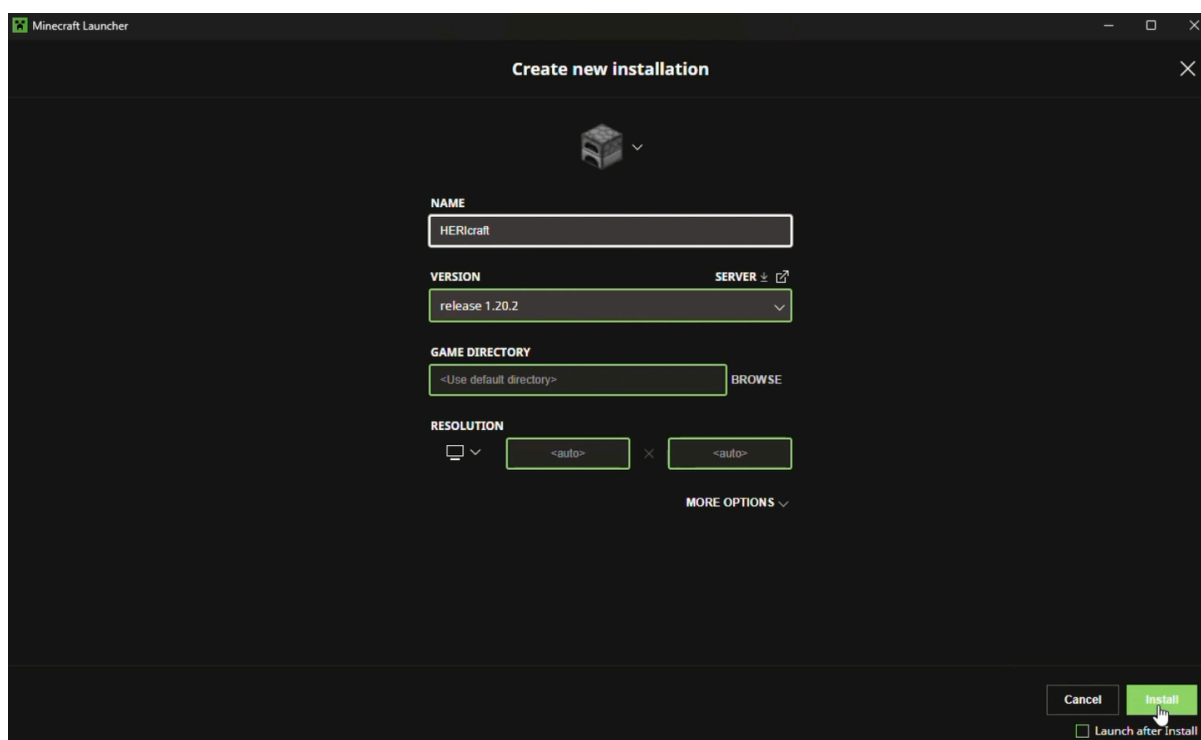 Minecraft Launcher
Create new installation
NAME
HERIcraft
VERSION SERVER
release 1.20.2
GAME DIRECTORY
<Use default directory> BROWSE
RESOLUTION
<auto> × <auto>
MORE OPTIONS
Cancel Install
Launch after Install